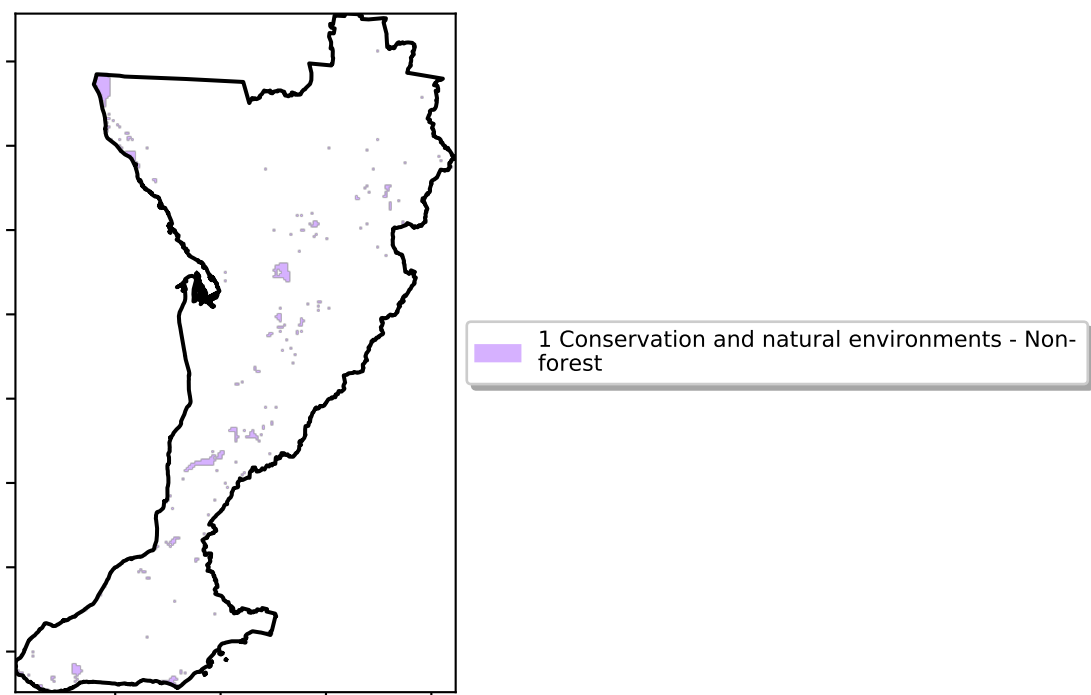 1 Conservation and natural environments - Non-
forest